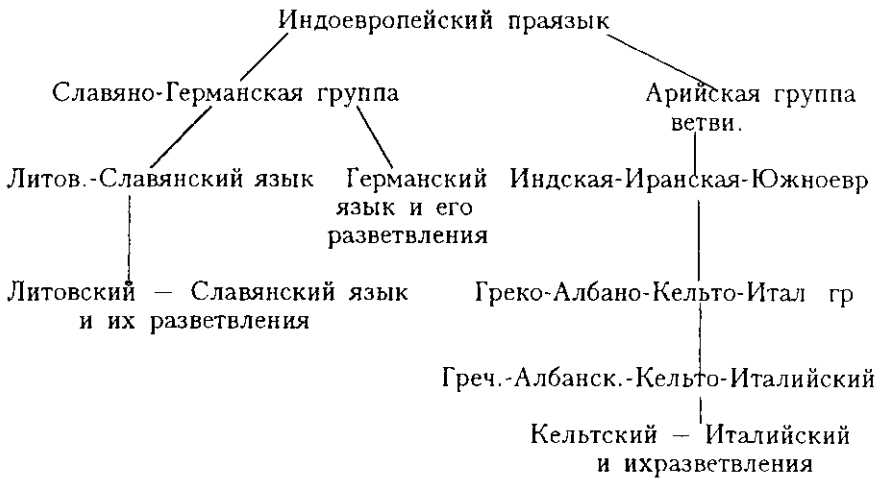 Индоевропейский праязык
Славяно-Германская группа
Арийская группа
ветви.
Литов.-Славянский язык
Германский
язык и его
разветвления
Индская-Иранская-Южноевр
Литовский — Славянский язык
и их разветвления
Греко-Албано-Кельто-Итал гр
Греч.-Албанск.-Кельто-Италийский
Кельтский — Италийский
и ихразветвления